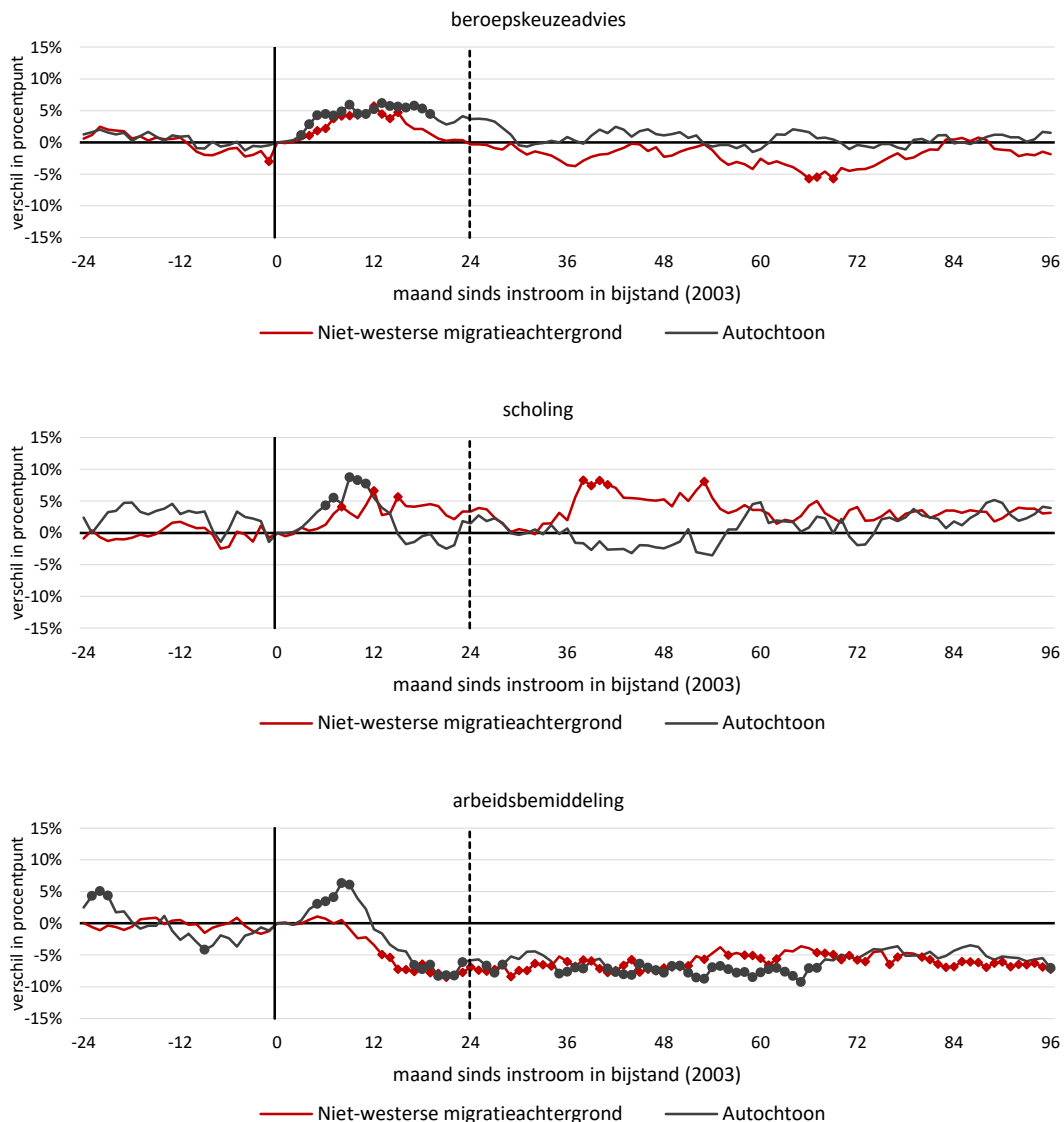 beroepskeuzeadvies
verschil in procentpunt
15%
10%
5%
0%
-5%
-10%
-15%
-24 -12 0 12 24 36 48 60 72 84 96
maand sinds instroom in bijstand (2003)
Niet-westerse migratieachtergrond Autochtoon
scholing
verschil in procentpunt
15%
10%
5%
0%
-5%
-10%
-15%
-24 -12 0 12 24 36 48 60 72 84 96
maand sinds instroom in bijstand (2003)
Niet-westerse migratieachtergrond Autochtoon
arbeidsbemiddeling
verschil in procentpunt
15%
10%
5%
0%
-5%
-10%
-15%
-24 -12 0 12 24 36 48 60 72 84 96
maand sinds instroom in bijstand (2003)
Niet-westerse migratieachtergrond Autochtoon